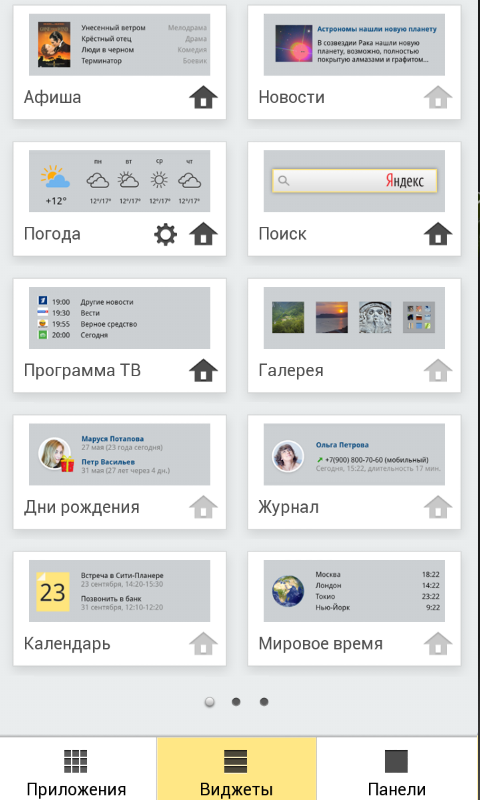 Унесенный ветром Мелодрама
Крёстный отец Драма
Люди в черном Комедия
Терминатор Боевик
Афиша
Астрономы нашли новую планету
В созвездии Рака нашли новую
планету, возможно, полностью
покрытую алмазами и графитом...
Новости
пн вт ср чт
+12° 12°/17° 12°/17° 12°/17° 12°/17°
Погода
Яндекс
Поиск
19:00 Другие новости
19:30 Вести
19:55 Верное средство
20:00 Сегодня
Программа ТВ
Галерея
Маруся Потапова
27 мая (23 года сегодня)
Петр Васильев
31 мая (27 лет через 4 дн.)
Дни рождения
Ольга Петрова
+7(900) 800-70-60 (мобильный)
Сегодня, 15:22, длительность 17 мин.
Журнал
23
Встреча в Сити-Планере
23 сентября, 14:20-15:30
Позвонить в банк
31 сентября, 12:10-12:20
Календарь
Москва 18:22
Лондон 14:22
Токио 23:22
Нью-Йорк 9:22
Мировое время
Приложения Виджеты Панели